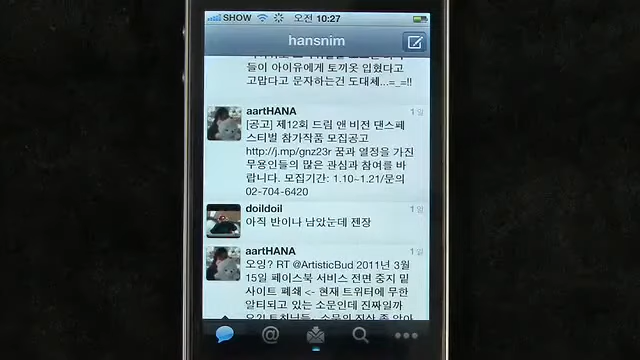 SHOW 오전 10:27
hansnim
들이 아이유에게 토끼옷 입혔다고
고맙다고 문자하는건 도대체...=_=!!
aartHANA 1일
[공고] 제12회 드림 앤 비전 댄스페
스티벌 참가작품 모집공고
http://j.mp/gnz23r 꿈과 열정을 가진
무용인들의 많은 관심과 참여를 바
랍니다. 모집기간: 1.10~1.21/문의
02-704-6420
doildoil 1일
아직 반이나 남았눈데 젠장
aartHANA 1일
오잉? RT @ArtisticBud 2011년 3월
15일 페이스북 서비스 전면 중지 밑
사이트 폐쇄 <- 현재 트위터에 무한
알티되고 있는 소문인데 진짜일까